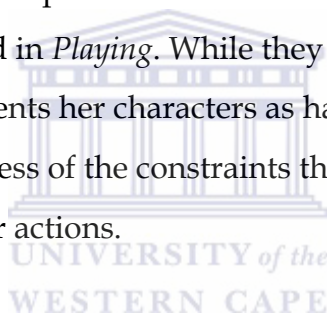 d in Playing. While they
ents her characters as ha
ess of the constraints th
r actions.
UNIVERSITY of the
WESTERN CAPE